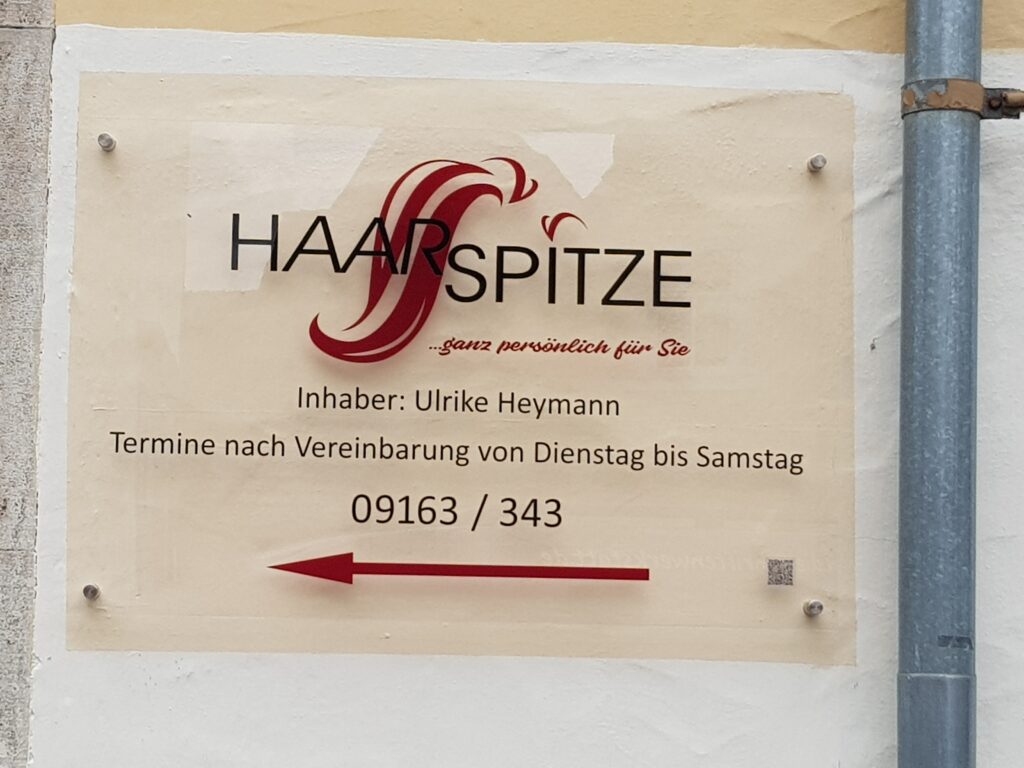 HAARSPITZE
...ganz persönlich für Sie
Inhaber: Ulrike Heymann
Termine nach Vereinbarung von Dienstag bis Samstag
09163 / 343